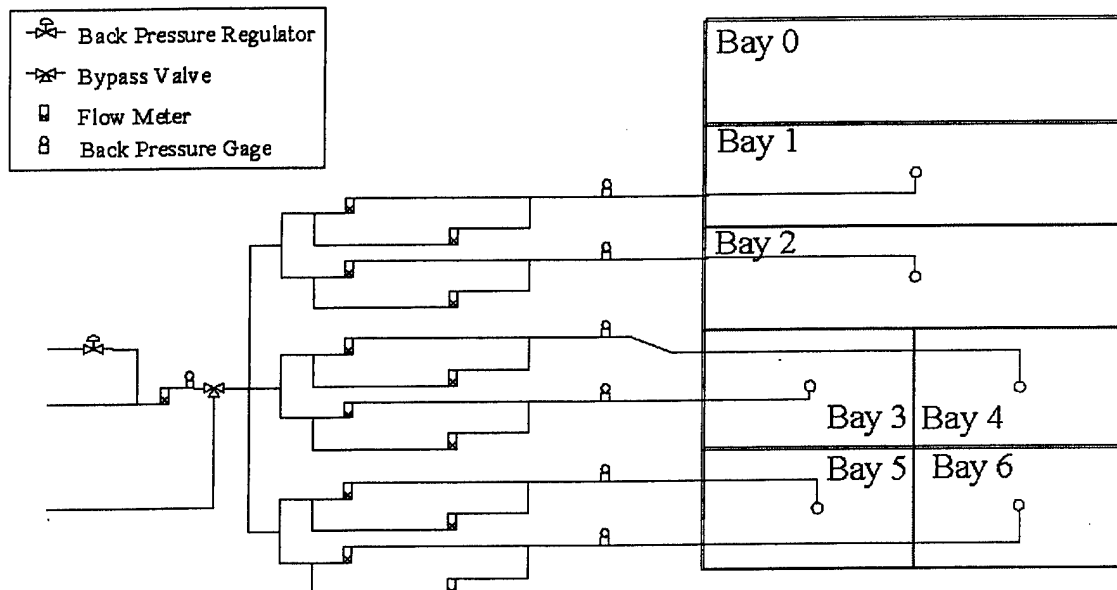 Back Pressure Regulator
Bypass Valve
Flow Meter
Back Pressure Gage
Bay 0
Bay 1
Bay 2
Bay 3
Bay 4
Bay 5
Bay 6